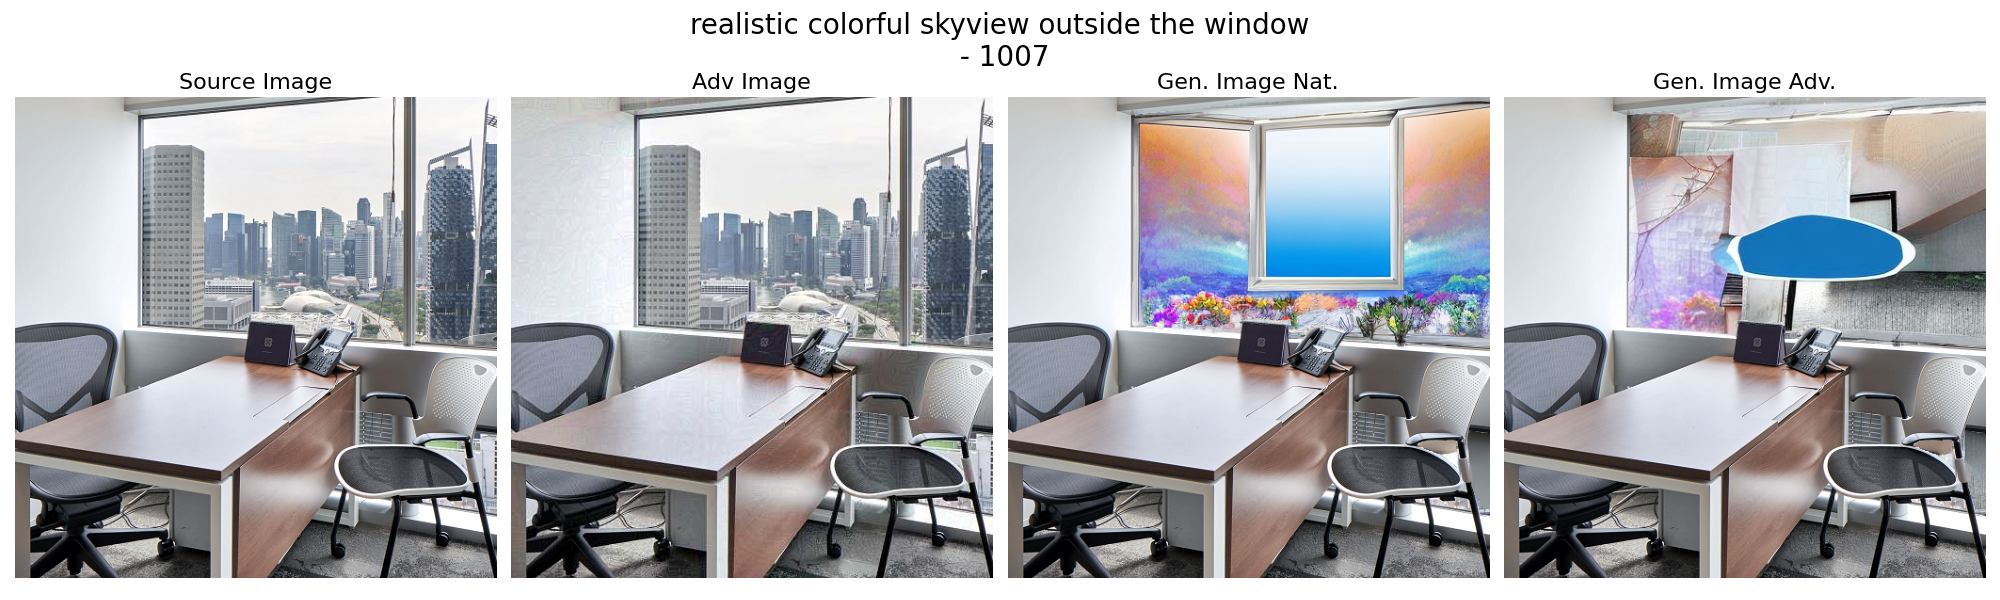 realistic colorful skyview outside the window
- 1007
Source Image
Adv Image
Gen. Image Nat.
Gen. Image Adv.